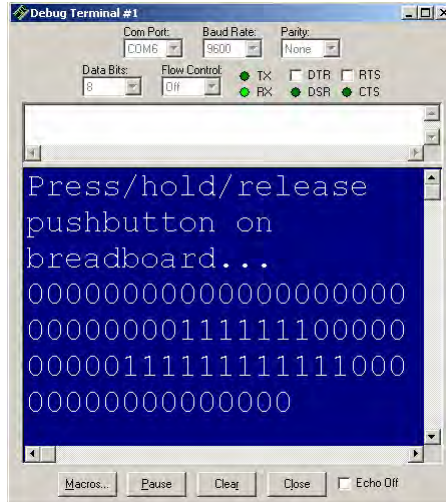 Debug Terminal #1
Com Port: Baud Rate: Parity:
COM6 9600 None
Data Bits: Flow Control: TX DTR RTS
8 Off RX DSR CTS
Press/hold/release
pushbutton on
breadboard...
00000000000000000000
00000000111111100000
00000111111111111000
00000000000000
Macros... Pause Clear Close Echo Off